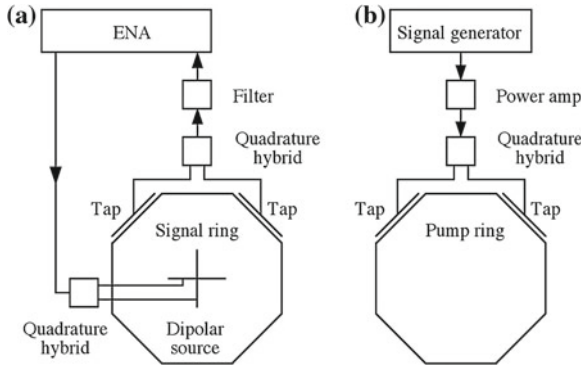 (a)
ENA
Filter
Quadrature
hybrid
Tap
Tap
Signal ring
Quadrature
hybrid
Dipolar
source
(b)
Signal generator
Power amp
Quadrature
hybrid
Tap
Tap
Pump ring